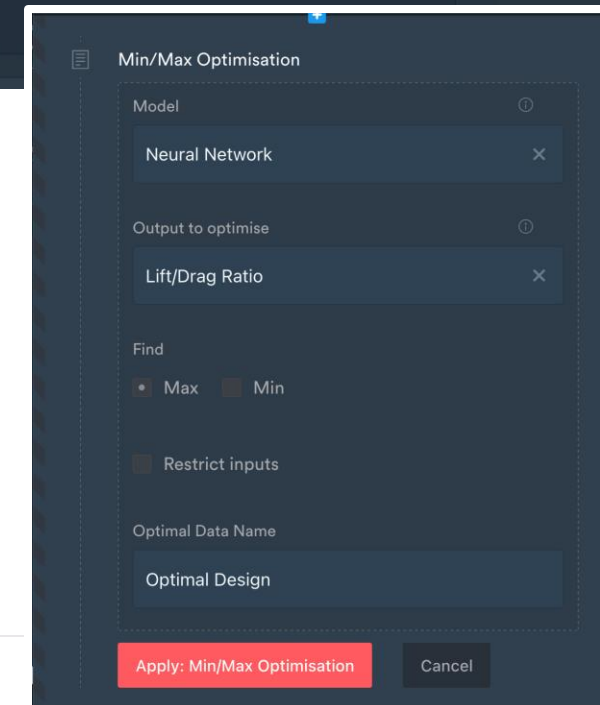 Min/Max Optimisation
Model
Neural Network
Output to optimise
Lift/Drag Ratio
Find
Max Min
Restrict inputs
Optimal Data Name
Optimal Design
Apply: Min/Max Optimisation Cancel